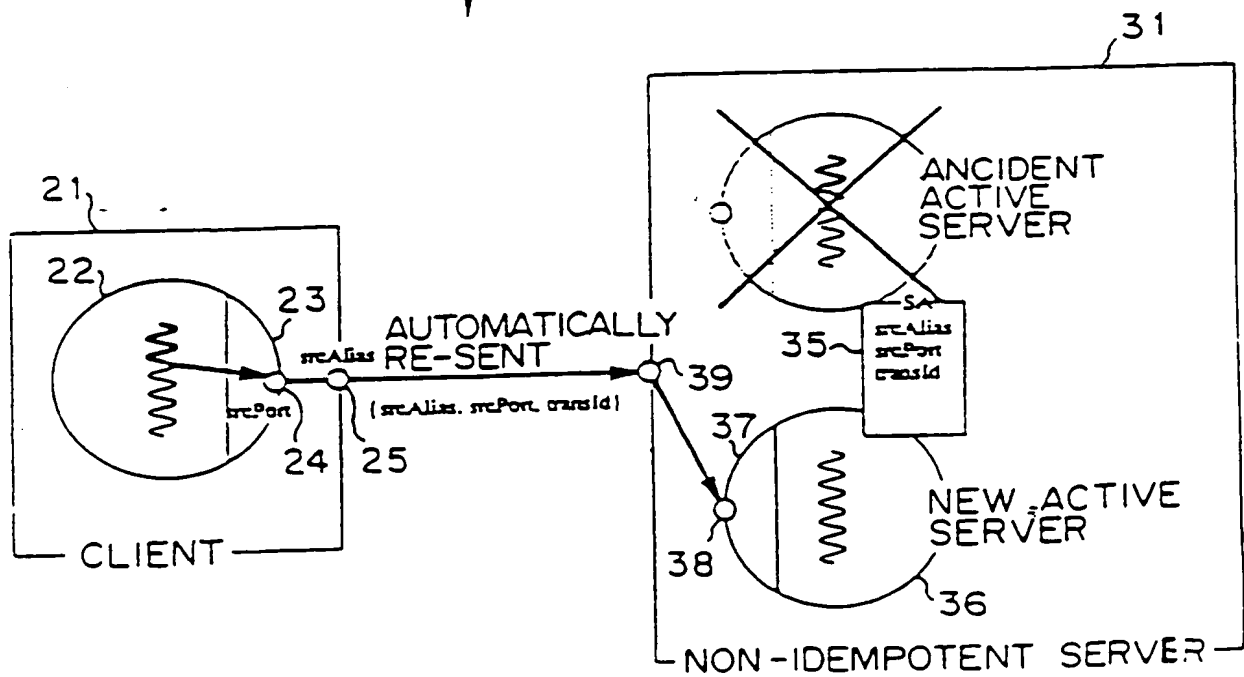 31
ANCIDENT
ACTIVE
SERVER
21
22
23
SA
srcAlias
srcPort
transId
35
AUTOMATICALLY
RE-SENT
srcAlias
39
srcPort
(srcAlias, srcPort, transId)
37
24
25
NEW ACTIVE
SERVER
38
CLIENT
36
NON-IDEMPOTENT SERVER